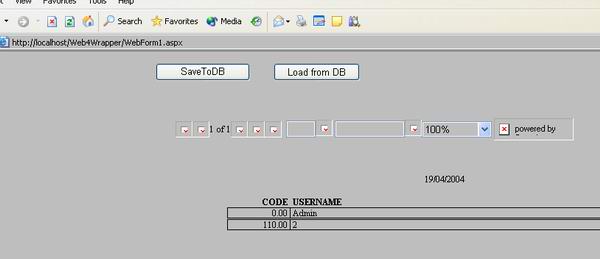 View Favorites Tools Help
Search Favorites Media
http://localhost/Web4Wrapper/WebForm1.aspx
SaveToDB Load from DB
1 of 1 100% powered by
19/04/2004
CODE USERNAME
0.00 Admin
110.00 2